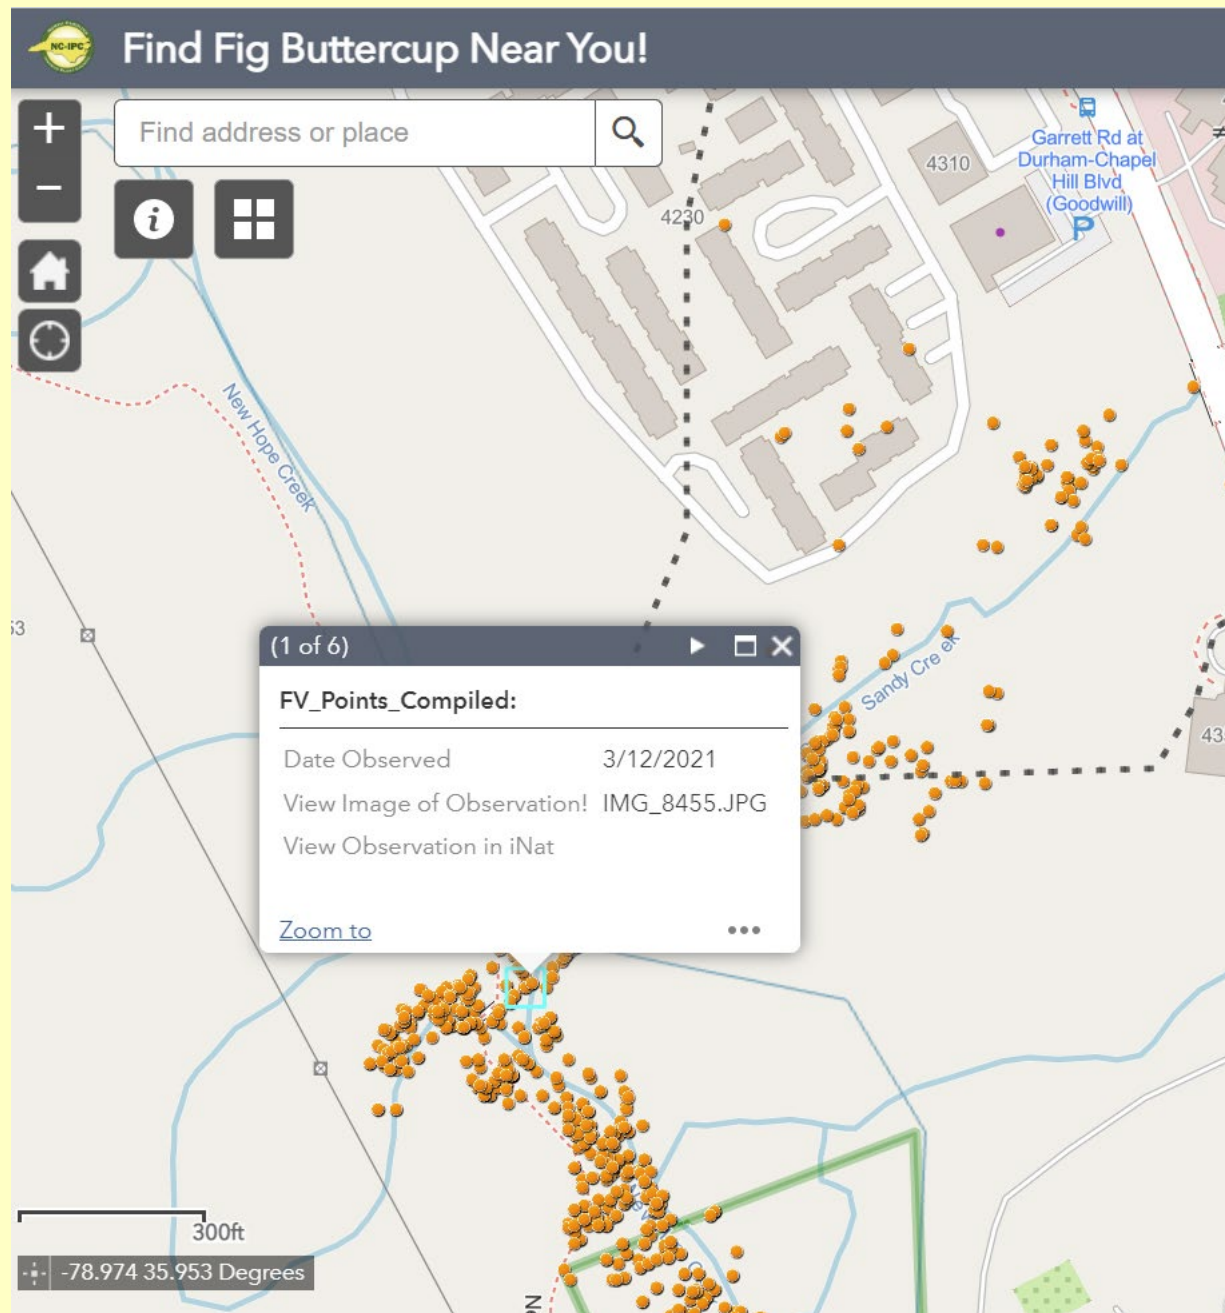 NC-IPC
Find Fig Buttercup Near You!
+
Find address or place
−
i
4310
Garrett Rd at
Durham-Chapel
Hill Blvd
(Goodwill)
P
4230
New Hope Creek
53
(1 of 6)
FV_Points_Compiled:
Date Observed 3/12/2021
View Image of Observation! IMG_8455.JPG
View Observation in iNat
Zoom to
•••
Sandy Creek
300ft
-78.974 35.953 Degrees